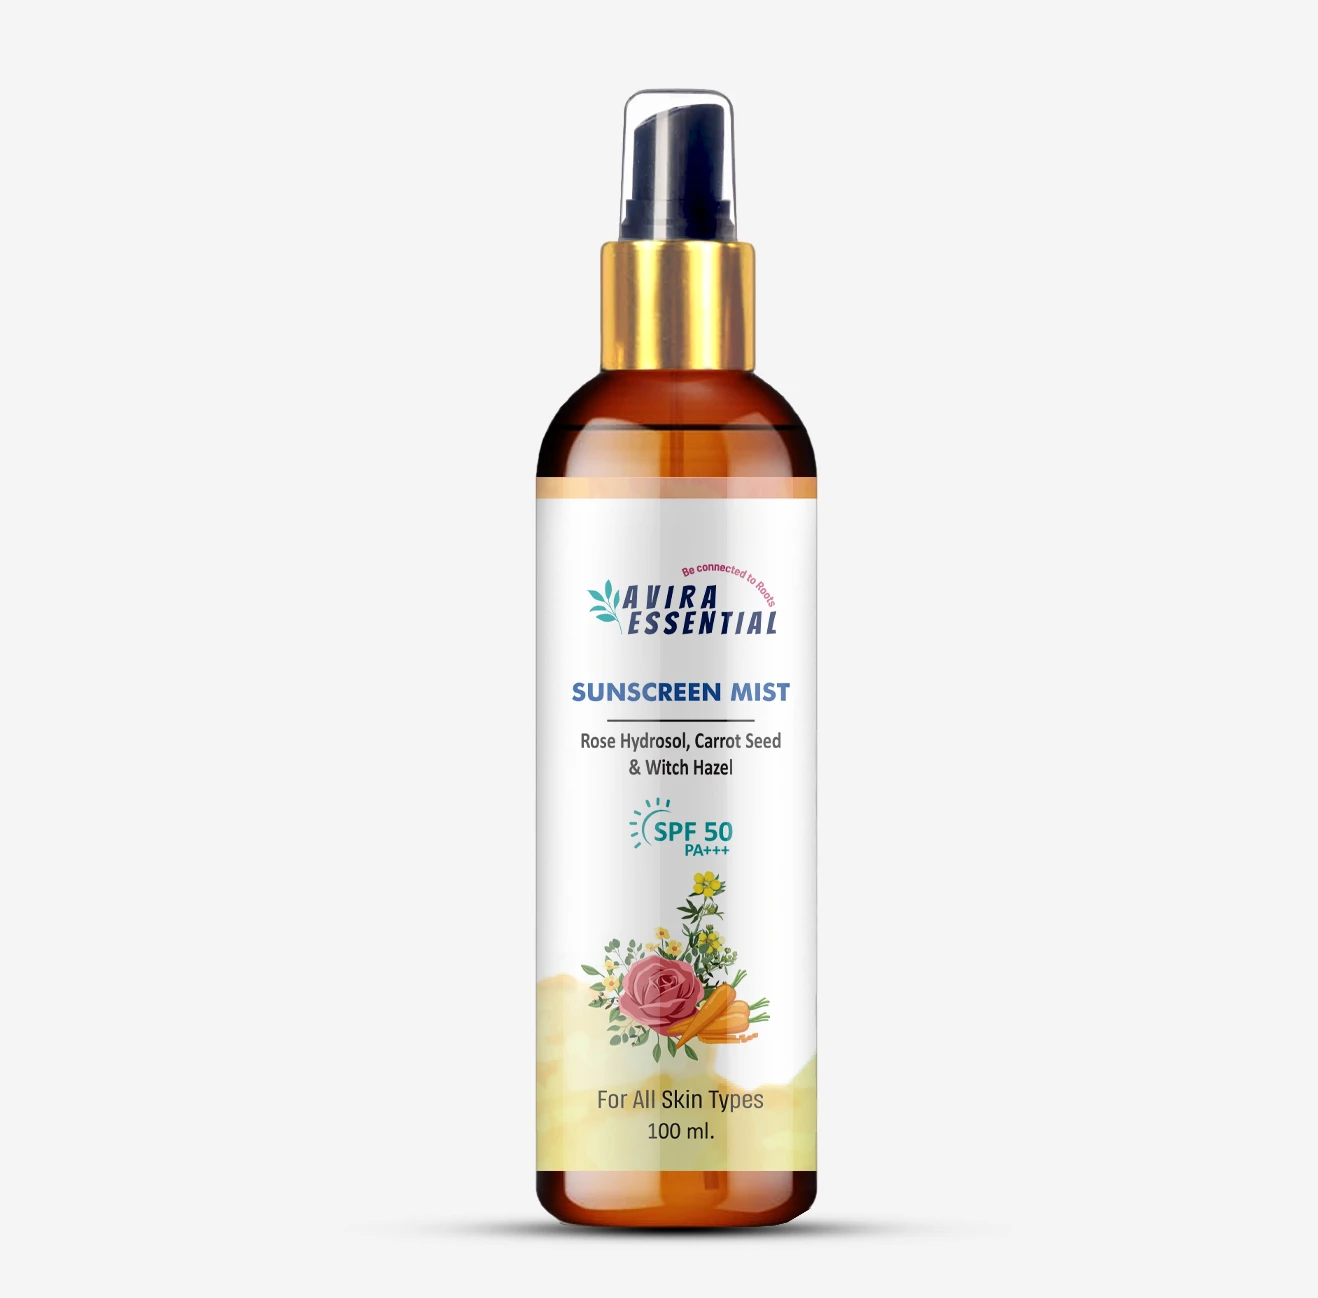 Be connected to Roots
AVIRA
ESSENTIAL
SUNSCREEN MIST
Rose Hydrosol, Carrot Seed
& Witch Hazel
SPF 50
PA+++
For All Skin Types
100 ml.